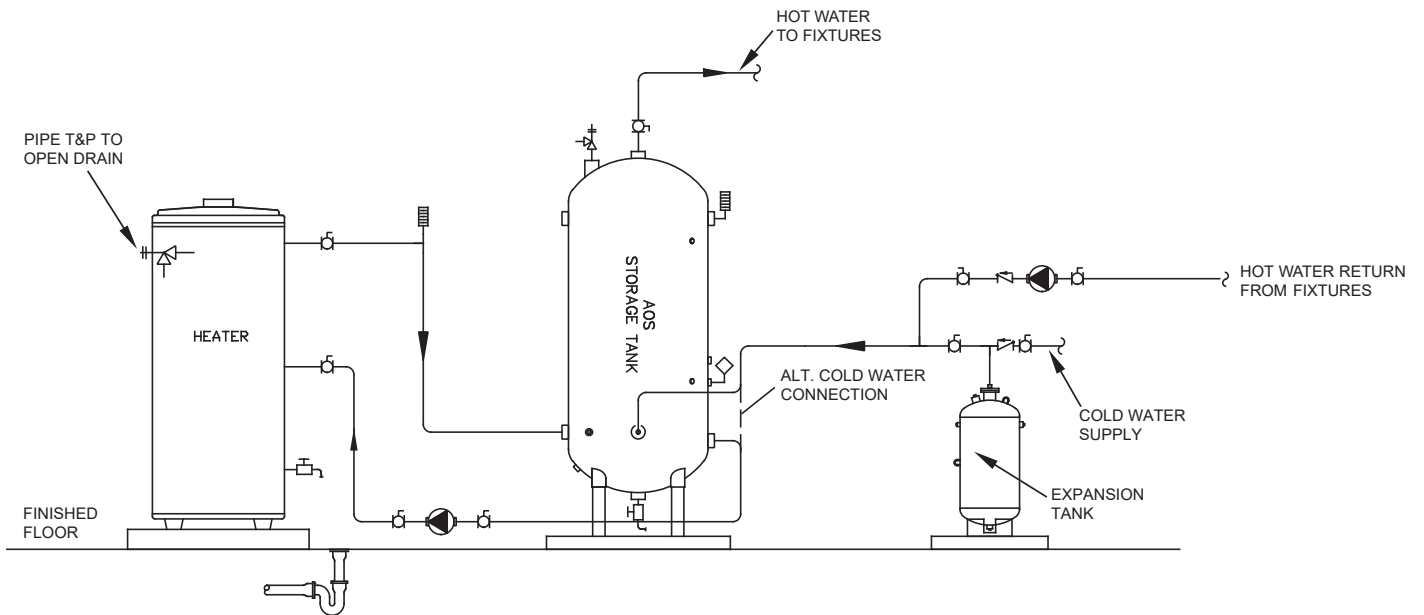 HOT WATER
TO FIXTURES
PIPE T&P TO
OPEN DRAIN
HEATER
AOS
STORAGE TANK
HOT WATER RETURN
FROM FIXTURES
ALT. COLD WATER
CONNECTION
COLD WATER
SUPPLY
EXPANSION
TANK
FINISHED
FLOOR